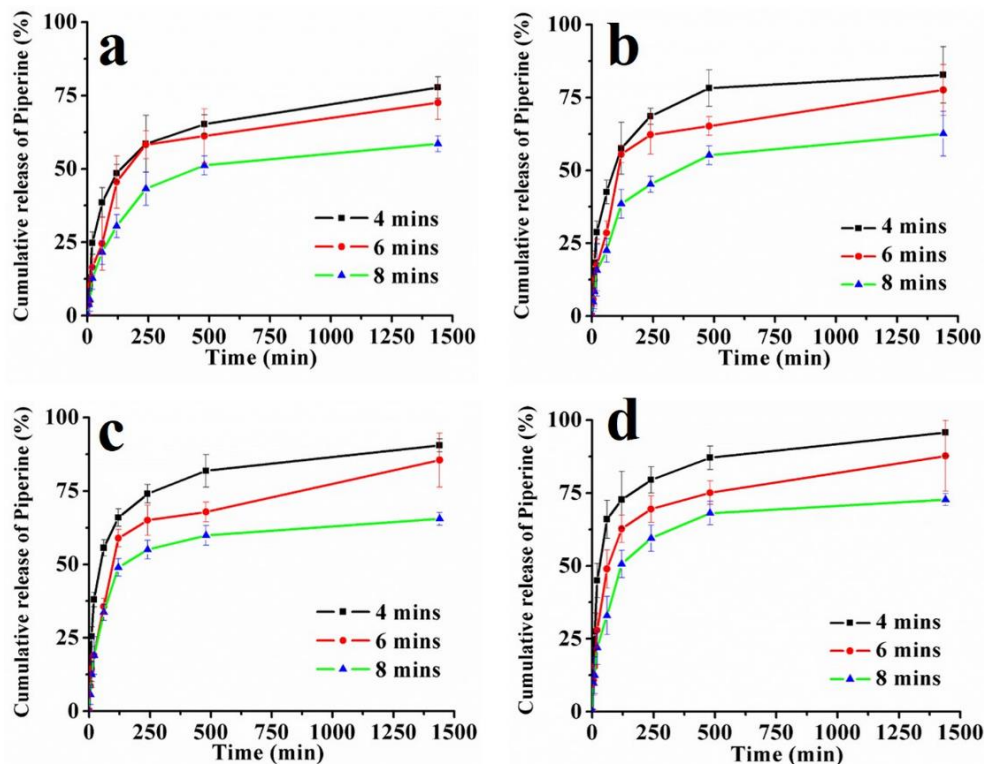 a
Cumulative release of Piperine (%)
100
75
50
25
0
4 mins
6 mins
8 mins
0 250 500 750 1000 1250 1500
Time (min)
b
Cumulative release of Piperine (%)
100
75
50
25
0
4 mins
6 mins
8 mins
0 250 500 750 1000 1250 1500
Time (min)
c
Cumulative release of Piperine (%)
100
75
50
25
0
4 mins
6 mins
8 mins
0 250 500 750 1000 1250 1500
Time (min)
d
Cumulative release of Piperine (%)
100
75
50
25
0
4 mins
6 mins
8 mins
0 250 500 750 1000 1250 1500
Time (min)